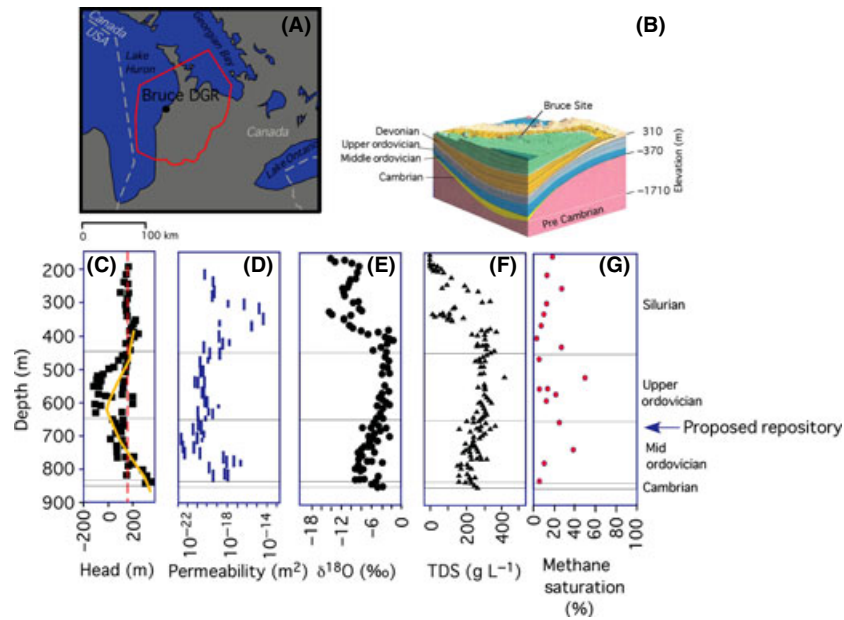 (A)
Canada
USA
Lake
Huron
Georgian Bay
Bruce DGR
Canada
Lake Ontario
0 100 km
(B)
Bruce Site
Devonian
Upper ordovician
Middle ordovician
Cambrian
Pre Cambrian
310
-370
-1710
Elevation (m)
(C) (D) (E) (F) (G)
Depth (m)
200
300
400
500
600
700
800
900
Silurian
Upper
ordovician
Proposed repository
Mid
ordovician
Cambrian
-200 0 200
Head (m)
10⁻²² 10⁻¹⁸ 10⁻¹⁴
Permeability (m²)
-18 -12 -6 0
δ¹⁸O (‰)
0 200 400
TDS (g L⁻¹)
0 20 40 60 80 100
Methane
saturation
(%)